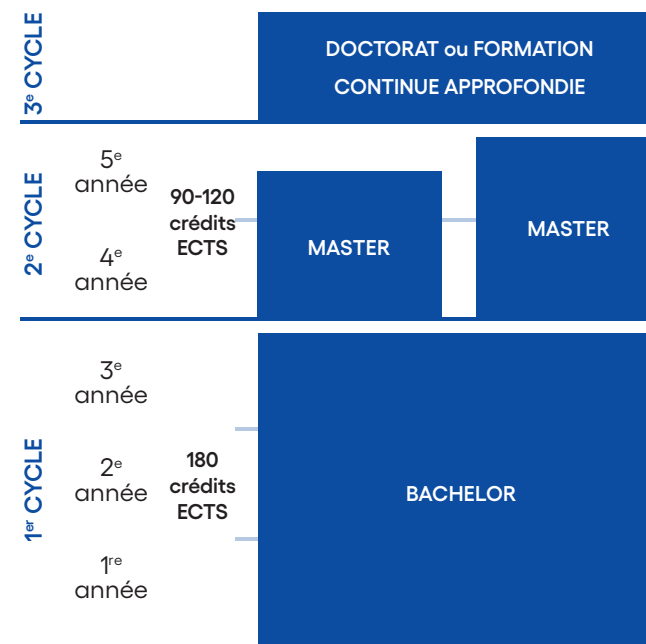 3e CYCLE
DOCTORAT ou FORMATION
CONTINUE APPROFONDIE
2e CYCLE
5e
année
4e
année
90-120
crédits
ECTS
MASTER
MASTER
1er CYCLE
3e
année
2e
année
1re
année
180
crédits
ECTS
BACHELOR